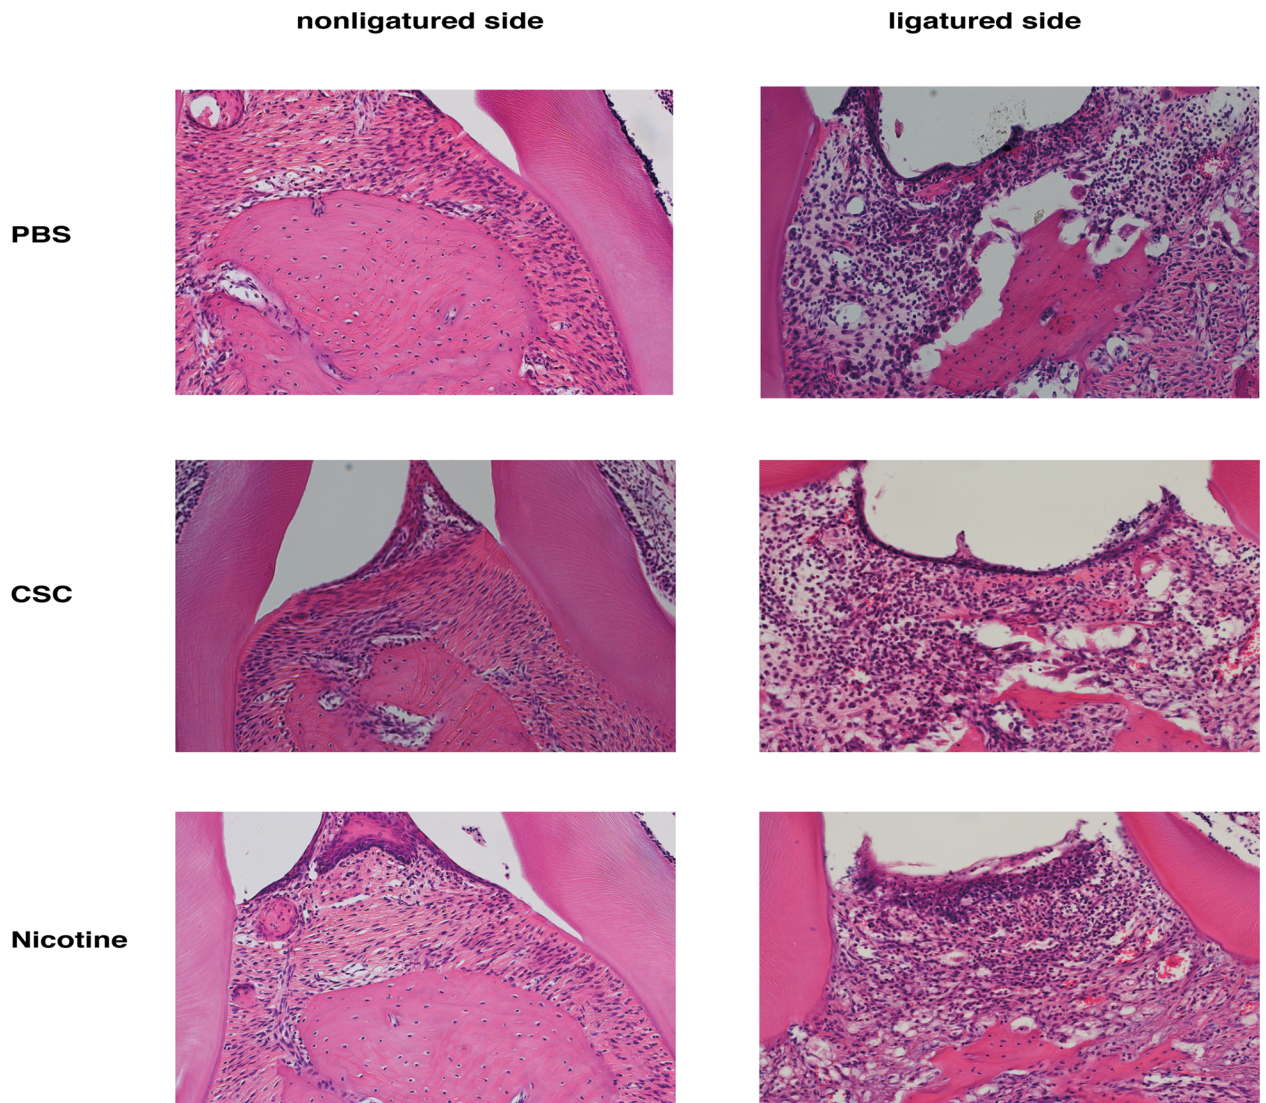 nonligatured side
ligatured side
PBS
CSC
Nicotine